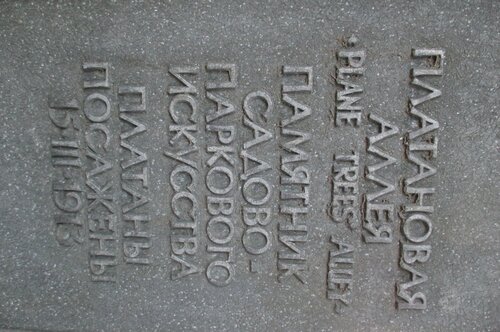 ПЛАТАНОВАЯ
АЛЛЕЯ
"PLANE TREES" ALLEY
ПАМЯТНИК
САДОВО-
ПАРКОВОГО
ИСКУССТВА
ПЛАТАНЫ
ПОСАЖЕНЫ
15·III·1913